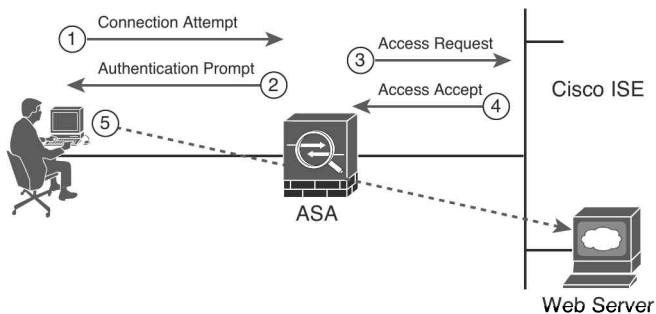 Connection Attempt
1
3
Access Request
Authentication Prompt
2
Access Accept
4
Cisco ISE
5
ASA
Web Server